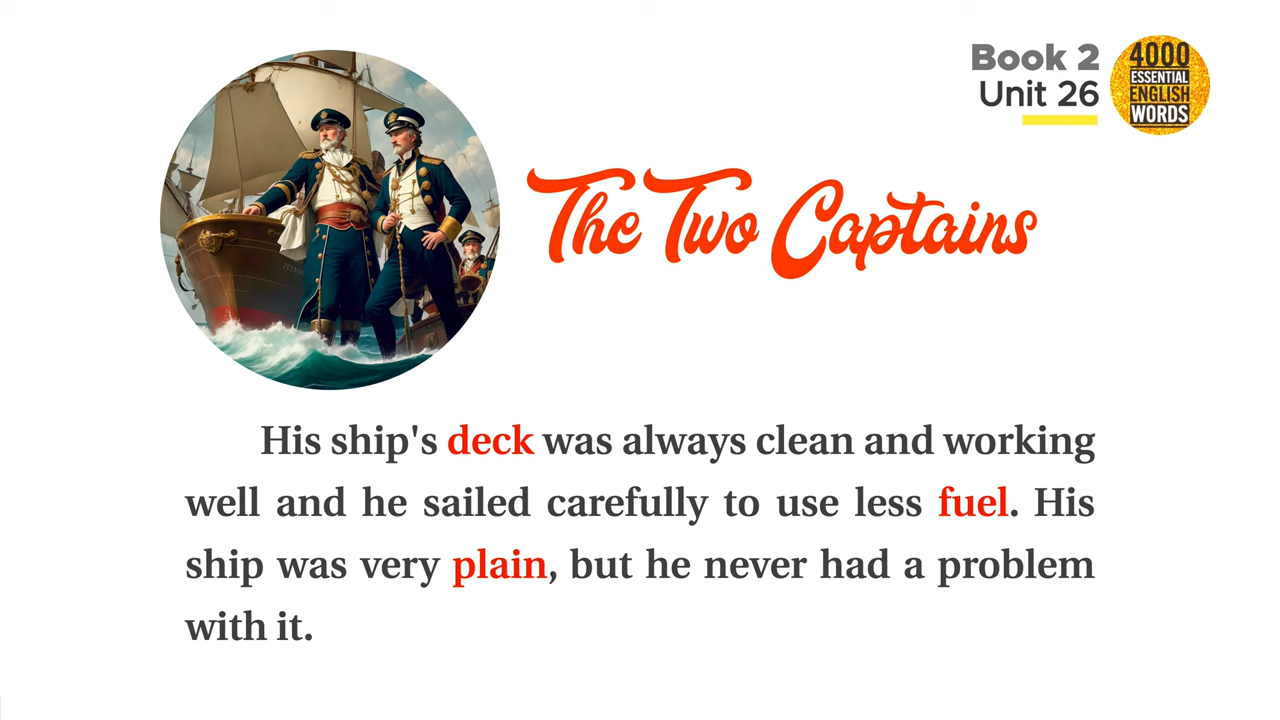 Book 2
Unit 26
4000
ESSENTIAL
ENGLISH
WORDS
The Two Captains
His ship's deck was always clean and working
well and he sailed carefully to use less fuel. His
ship was very plain, but he never had a problem
with it.